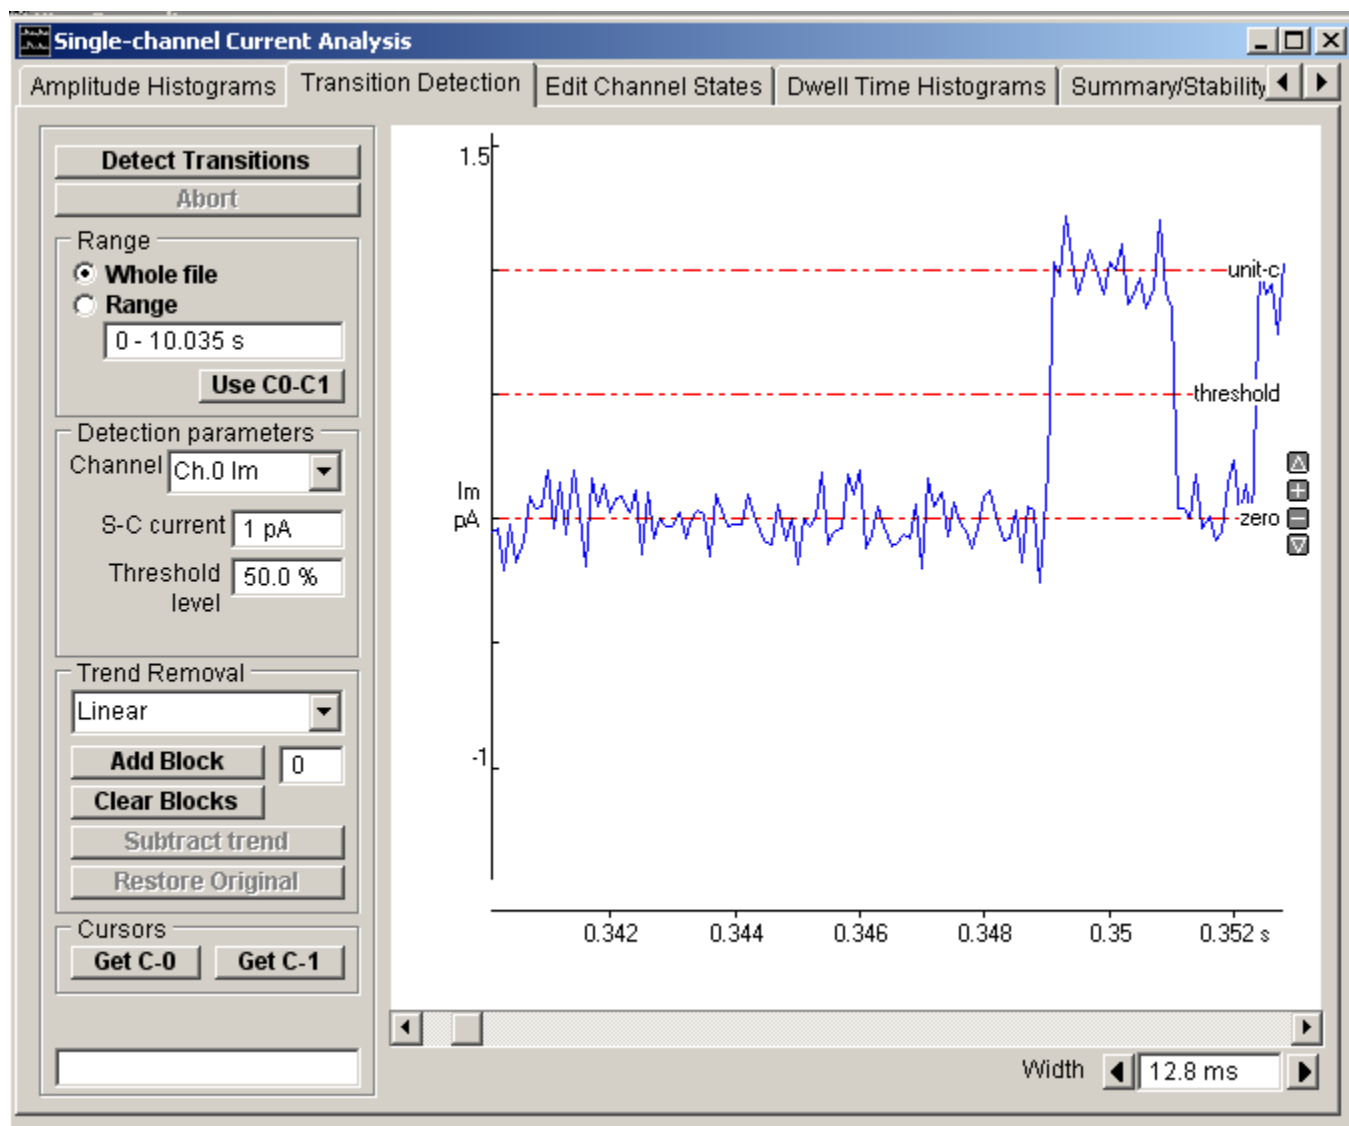 Single-channel Current Analysis
Amplitude Histograms
Transition Detection
Edit Channel States
Dwell Time Histograms
Summary/Stability
Detect Transitions
Abort
Range
Whole file
Range
0 - 10.035 s
Use C0-C1
Detection parameters
Channel
Ch.0 Im
S-C current
1 pA
Threshold
level
50.0 %
Trend Removal
Linear
Add Block
0
Clear Blocks
Subtract trend
Restore Original
Cursors
Get C-0
Get C-1
1.5
Im
pA
-1
unit-c
threshold
zero
0.342
0.344
0.346
0.348
0.35
0.352 s
Width
12.8 ms